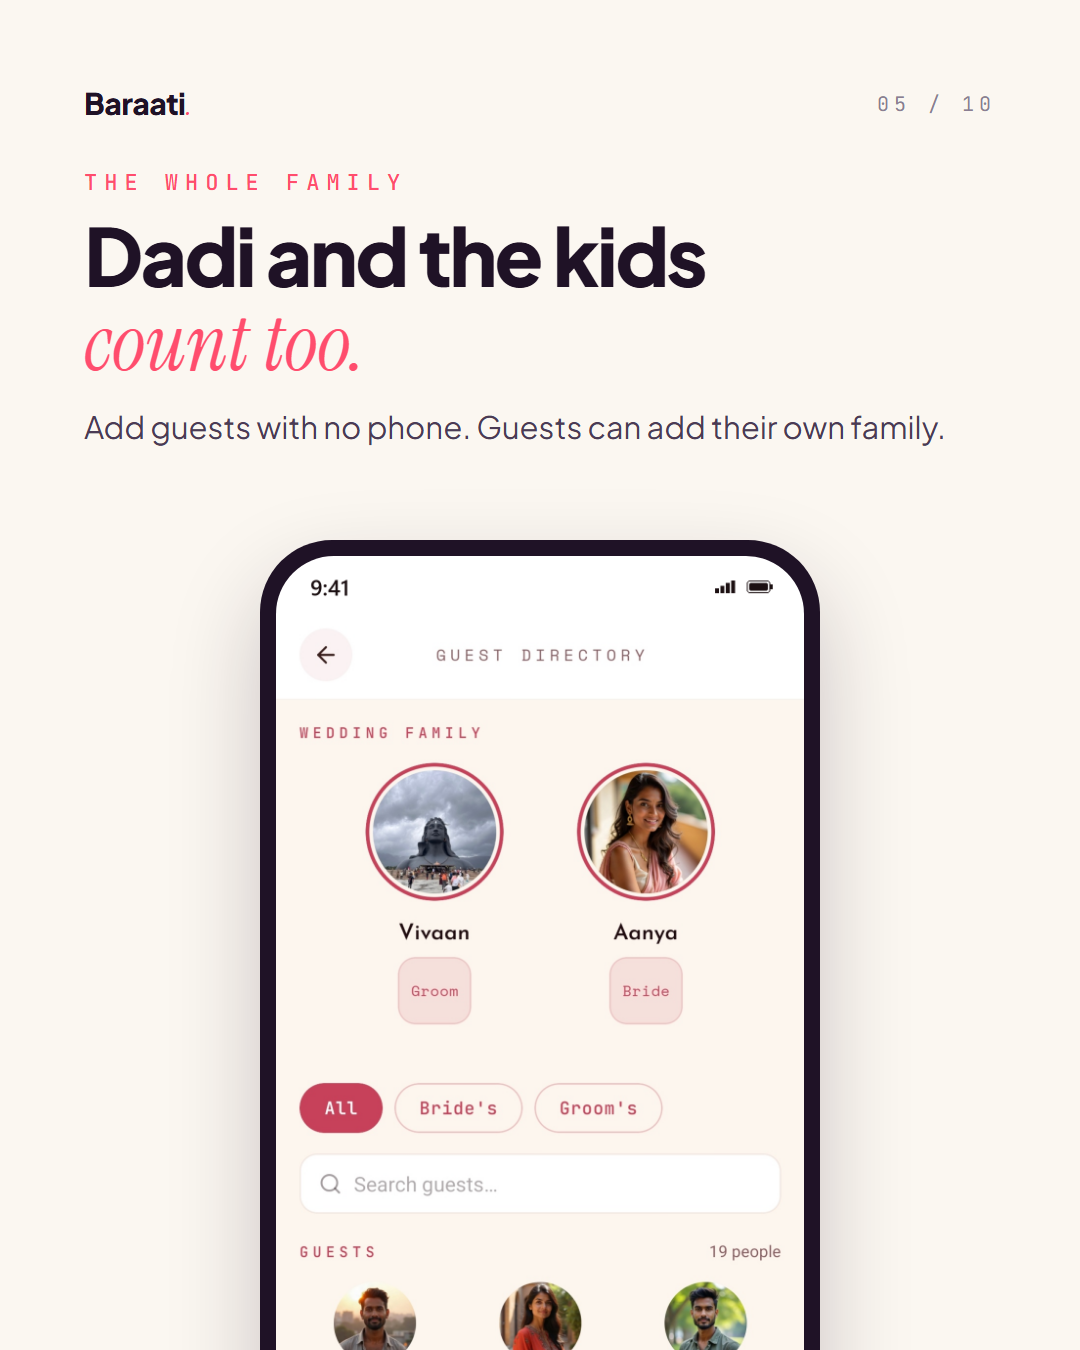 Baraati.
05 / 10
THE WHOLE FAMILY
Dadi and the kids
count too.
Add guests with no phone. Guests can add their own family.
9:41
GUEST DIRECTORY
WEDDING FAMILY
Vivaan
Aanya
Groom
Bride
All
Bride's
Groom's
Search guests...
GUESTS
19 people